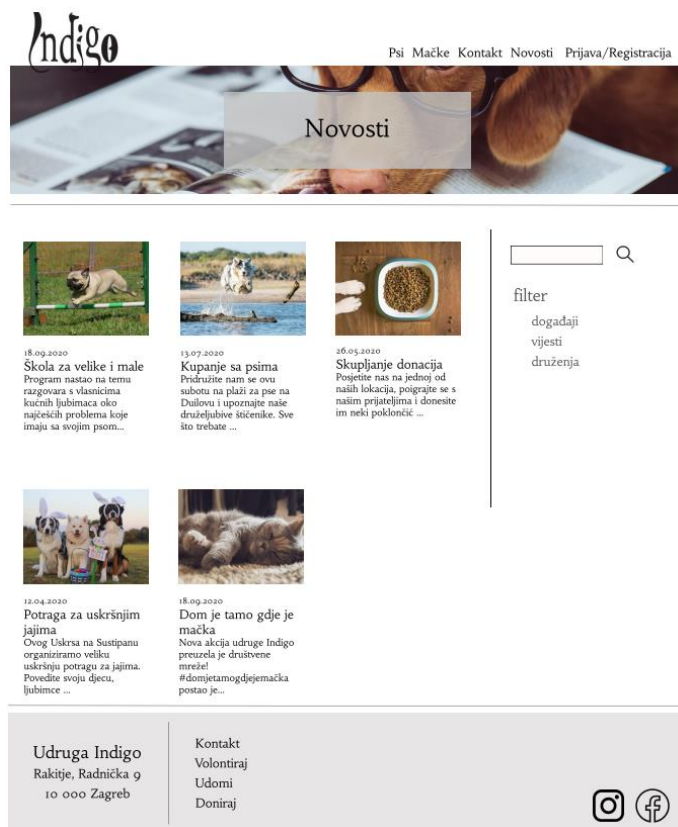 Indigo
Psi Mačke Kontakt Novosti Prijava/Registracija
Novosti
18.09.2020
Škola za velike i male
Program nastao na temu
razgovara s vlasnicima
kućnih ljubimaca oko
najčešćih problema koje
imaju sa svojim psom...
13.07.2020
Kupanje sa psima
Pridružite nam se ovu
subotu na plaži za pse na
Duilovu i upoznajte naše
druželjubive štićenike. Sve
što trebate ...
26.05.2020
Skupljanje donacija
Posjetite nas na jednoj od
naših lokacija, poigrajte se s
našim prijateljima i donesite
im neki poklončić ...
filter
događaji
vijesti
druženja
12.04.2020
Potraga za uskršnjim
jajima
Ovog Uskrsa na Sustipanu
organiziramo veliku
uskršnju potragu za jajima.
Povedite svoju djecu,
ljubimce ...
18.09.2020
Dom je tamo gdje je
mačka
Nova akcija udruge Indigo
preuzela je društvene
mreže!
#domjetamogdjejemačka
postao je...
Udruga Indigo
Rakitje, Radnička 9
10 000 Zagreb
Kontakt
Volontiraj
Udomi
Doniraj